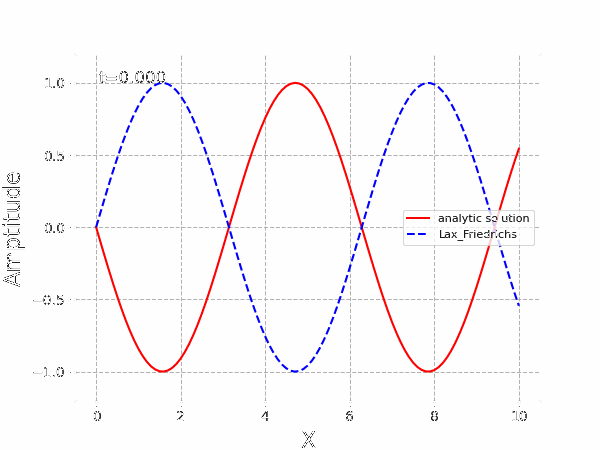 t=0.000
1.0
0.5
0.0
−0.5
−1.0
Amplitude
analytic solution
Lax_Friedrichs
0 2 4 6 8 10
X